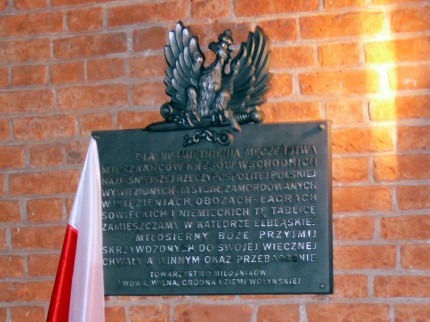 DLA UPAMIĘTNIENIA MĘCZEŃSTWA
MIESZKAŃCÓW KRESÓW WSCHODNICH
NAJJAŚNIEJSZEJ RZECZYPOSPOLITEJ POLSKIEJ
WYWIEZIONYCH NA SYBIR, ZAMORDOWANYCH
W WIĘZIENIACH, OBOZACH, ŁAGRACH
SOWIECKICH I NIEMIECKICH TĘ TABLICĘ
ZAMIESZCZAMY W KATEDRZE ELBLĄSKIEJ.
MIŁOSIERNY BOŻE PRZYJMIJ
SKRZYWDZONYCH DO SWOJEJ WIECZNEJ
CHWAŁY A WINNYM OKAŻ PRZEBACZENIE
TOWARZYSTWO MIŁOŚNIKÓW
LWOWA, WILNA, GRODNA I ZIEMI WOŁYŃSKIEJ